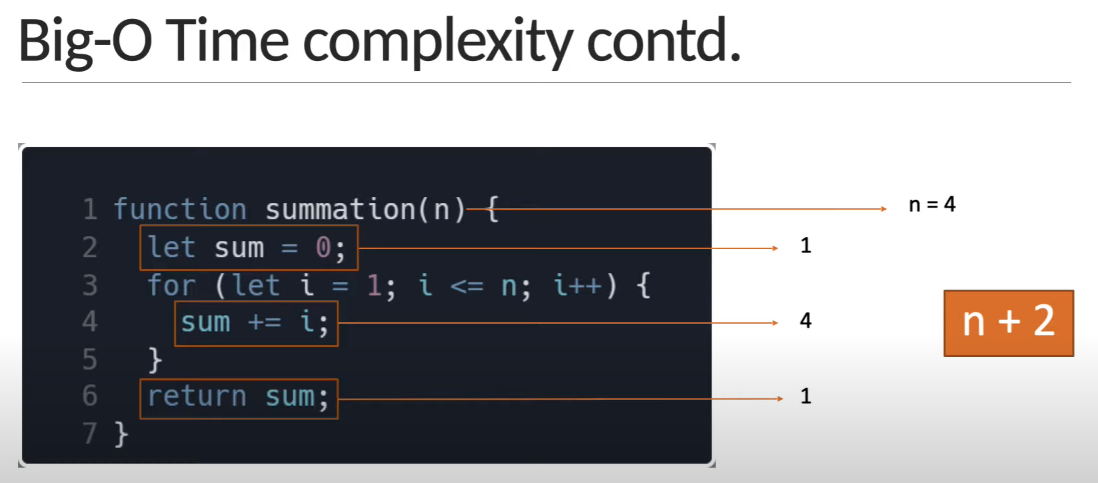 Big-O Time complexity contd.
1 function summation(n) { n = 4
2 let sum = 0; 1
3 for (let i = 1; i <= n; i++) {
4 sum += i; 4
n + 2
5 }
6 return sum; 1
7 }